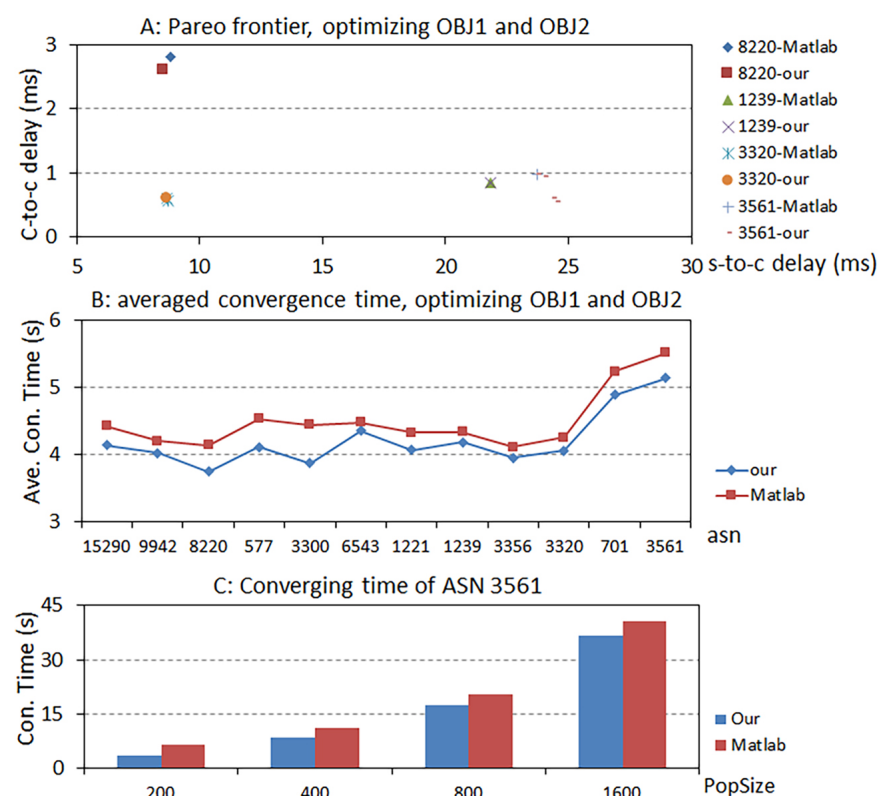 A: Pareo frontier, optimizing OBJ1 and OBJ2
C-to-c delay (ms)
3
2
1
0
5 10 15 20 25 30 s-to-c delay (ms)
8220-Matlab
8220-our
1239-Matlab
1239-our
3320-Matlab
3320-our
3561-Matlab
3561-our
B: averaged convergence time, optimizing OBJ1 and OBJ2
Ave. Con. Time (s)
6
5
4
3
15290 9942 8220 577 3300 6543 1221 1239 3356 3320 701 3561
asn
our
Matlab
C: Converging time of ASN 3561
Con. Time (s)
45
30
15
0
200 400 800 1600 PopSize
Our
Matlab